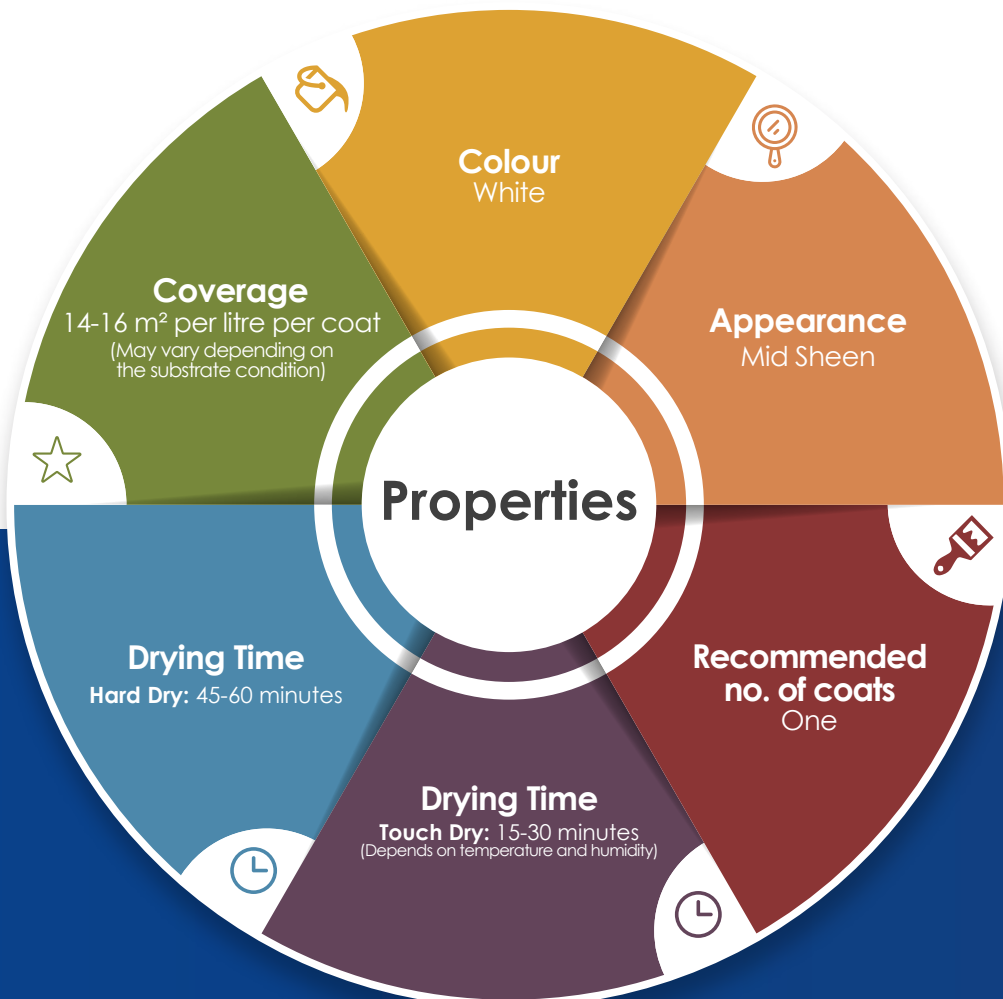 Colour
White
Appearance
Mid Sheen
Recommended
no. of coats
One
Drying Time
Touch Dry: 15-30 minutes
(Depends on temperature and humidity)
Drying Time
Hard Dry: 45-60 minutes
Coverage
14-16 m² per litre per coat
(May vary depending on
the substrate condition)
Properties